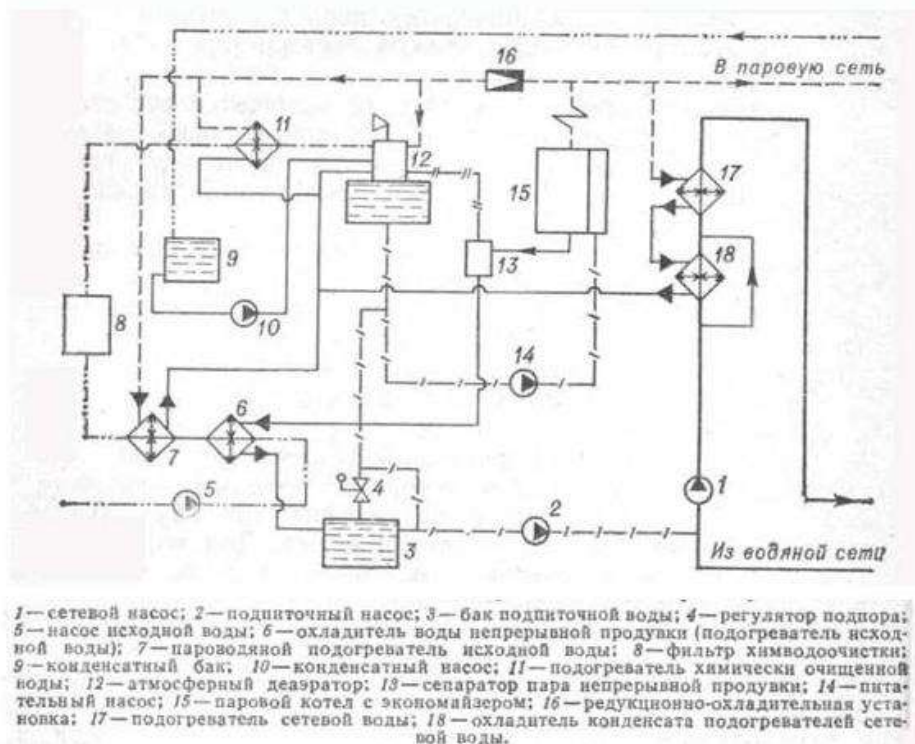 16
В паровую сеть
11
12
17
15
18
9
13
8
10
14
6
7
4
5
2
1
3
Из водяной сети
1—сетевой насос; 2—подпиточный насос; 3—бак подпиточной воды; 4—регулятор подпора;
5—насос исходной воды; 6—охладитель воды непрерывной продувки (подогреватель исход-
ной воды); 7—пароводяной подогреватель исходной воды; 8—фильтр химводоочистки;
9—конденсатный бак; 10—конденсатный насос; 11—подогреватель химически очищенной
воды; 12—атмосферный деаэратор; 13—сепаратор пара непрерывной продувки; 14—пита-
тельный насос; 15—паровой котел с экономайзером; 16—редукционно-охладительная уста-
новка; 17—подогреватель сетевой воды; 18—охладитель конденсата подогревателей сете-
вой воды.